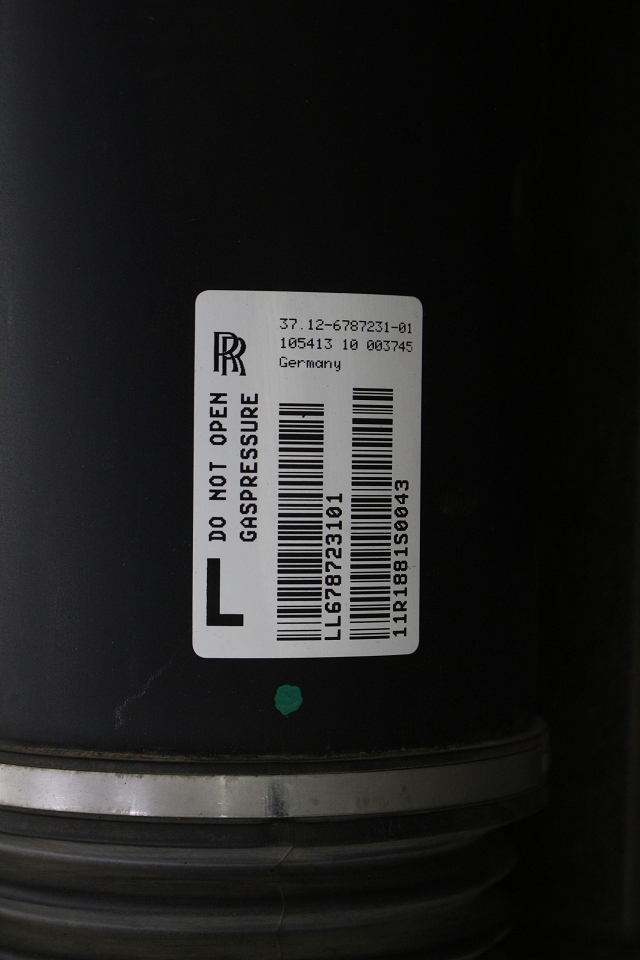 RR
37.12-6787231-01
105413 10 003745
Germany
L
DO NOT OPEN
GASPRESSURE
LL678723101
11R1881S0043